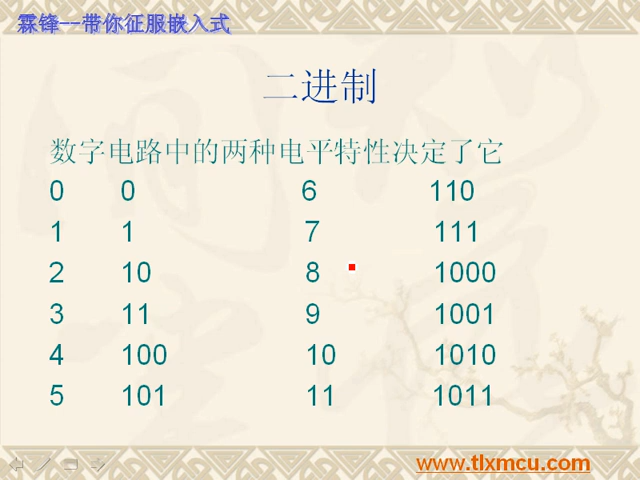 霖锋--带你征服嵌入式
二进制
数字电路中的两种电平特性决定了它
0 0 6 110
1 1 7 111
2 10 8 1000
3 11 9 1001
4 100 10 1010
5 101 11 1011
www.tlxmcu.com